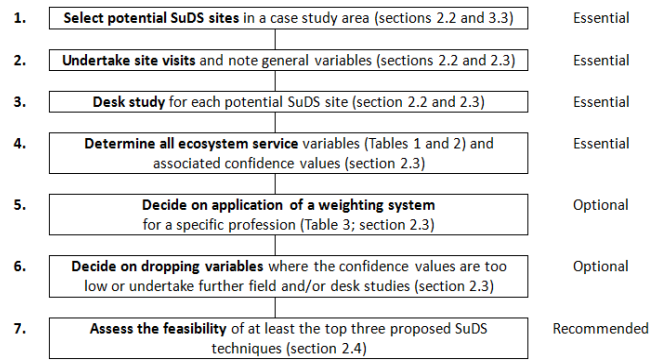 1. Select potential SuDS sites in a case study area (sections 2.2 and 3.3) Essential
2. Undertake site visits and note general variables (sections 2.2 and 2.3) Essential
3. Desk study for each potential SuDS site (section 2.2 and 2.3) Essential
4. Determine all ecosystem service variables (Tables 1 and 2) and Essential
associated confidence values (section 2.3)
5. Decide on application of a weighting system Optional
for a specific profession (Table 3; section 2.3)
6. Decide on dropping variables where the confidence values are too Optional
low or undertake further field and/or desk studies (section 2.3)
7. Assess the feasibility of at least the top three proposed SuDS Recommended
techniques (section 2.4)